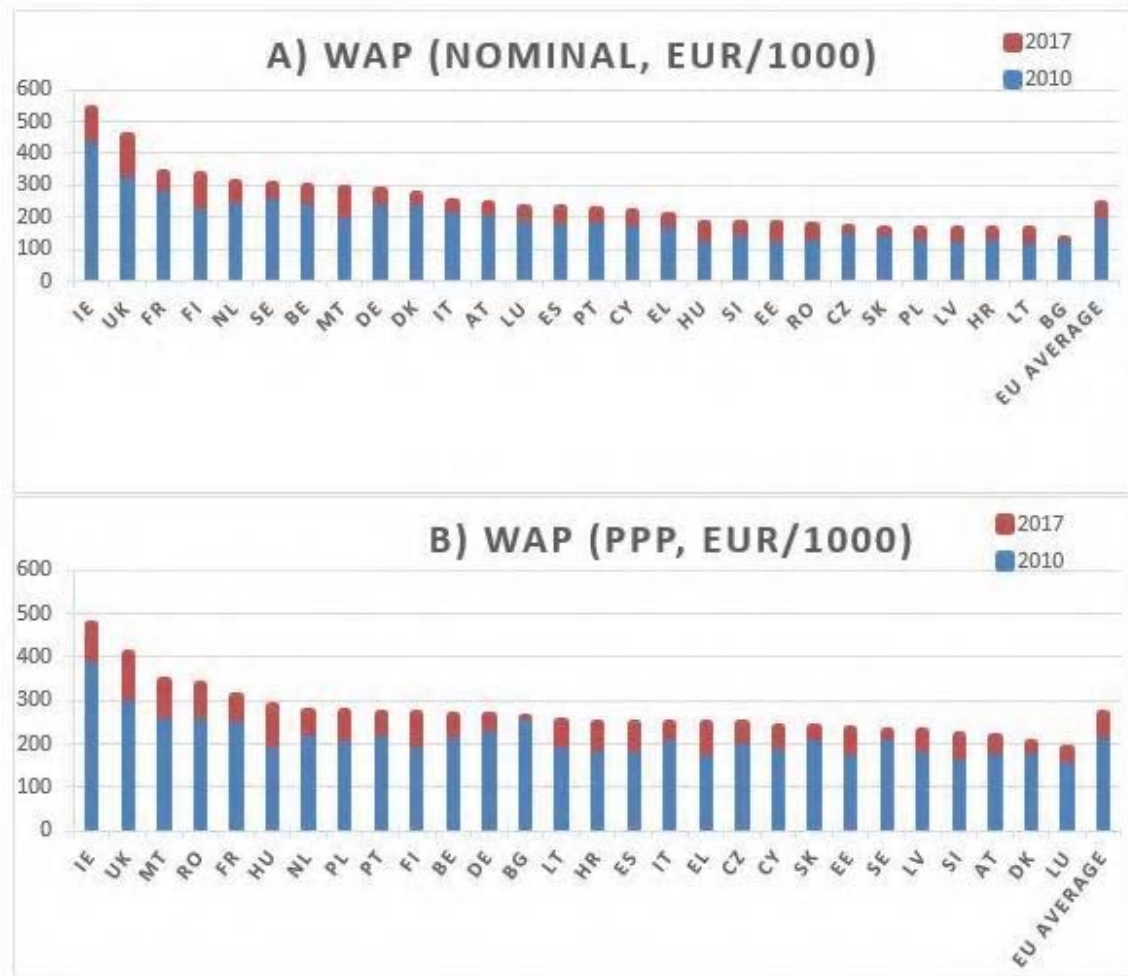 A) WAP (NOMINAL, EUR/1000)
2017
2010
600
500
400
300
200
100
0
IE
UK
FR
FI
NL
SE
BE
MT
DE
DK
IT
AT
LU
ES
PT
CY
EL
HU
SI
EE
RO
CZ
SK
PL
LV
HR
LT
BG
EU AVERAGE
B) WAP (PPP, EUR/1000)
2017
2010
600
500
400
300
200
100
0
IE
UK
MT
RO
FR
HU
NL
PL
PT
FI
BE
DE
BG
LT
HR
ES
IT
EL
CZ
CY
SK
EE
SE
LV
SI
AT
DK
LU
EU AVERAGE